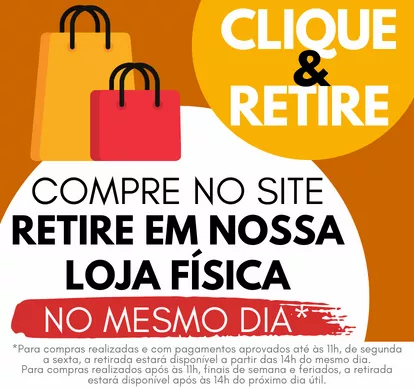 CLIQUE
&
RETIRE
COMPRE NO SITE
RETIRE EM NOSSA
LOJA FÍSICA
NO MESMO DIA*
*Para compras realizadas e com pagamentos aprovados até às 11h, de segunda
a sexta, a retirada estará disponível a partir das 14h do mesmo dia.
Para compras realizados após às 11h, finais de semana e feriados, a retirada
estará disponível após às 14h do próximo dia útil.